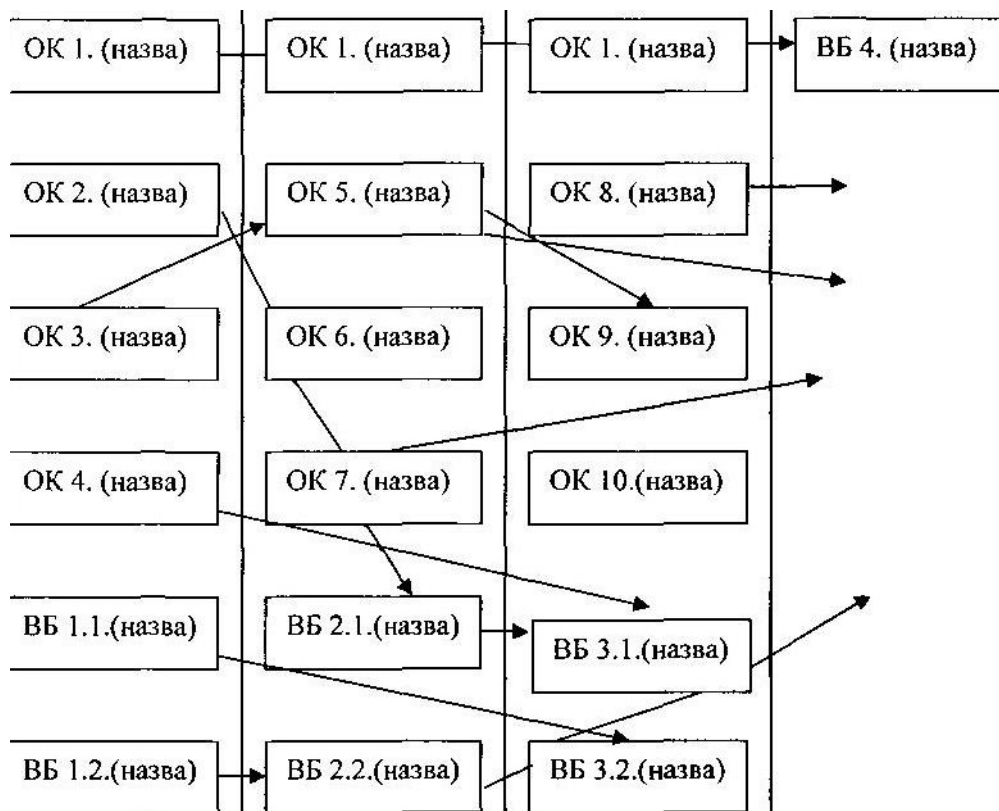 ОК 1. (назва)
ОК 1. (назва)
ОК 1. (назва)
ВБ 4. (назва)
ОК 2. (назва)
ОК 5. (назва)
ОК 8. (назва)
ОК 3. (назва)
ОК 6. (назва)
ОК 9. (назва)
ОК 4. (назва)
ОК 7. (назва)
ОК 10.(назва)
ВБ 1.1.(назва)
ВБ 2.1.(назва)
ВБ 3.1.(назва)
ВБ 1.2.(назва)
ВБ 2.2.(назва)
ВБ 3.2.(назва)